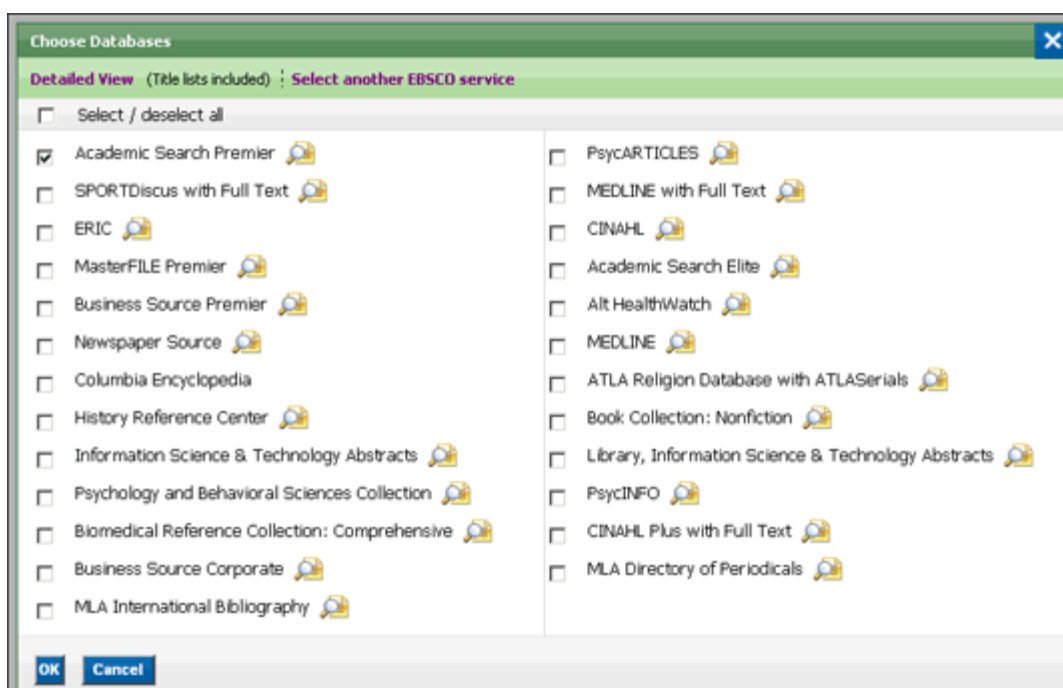 Choose Databases
Detailed View (Title lists included) Select another EBSCO service
Select / deselect all
Academic Search Premier
SPORTDiscus with Full Text
ERIC
MasterFILE Premier
Business Source Premier
Newspaper Source
Columbia Encyclopedia
History Reference Center
Information Science & Technology Abstracts
Psychology and Behavioral Sciences Collection
Biomedical Reference Collection: Comprehensive
Business Source Corporate
MLA International Bibliography
PsycARTICLES
MEDLINE with Full Text
CINAHL
Academic Search Elite
Alt HealthWatch
MEDLINE
ATLA Religion Database with ATLASerials
Book Collection: Nonfiction
Library, Information Science & Technology Abstracts
PsycINFO
CINAHL Plus with Full Text
MLA Directory of Periodicals
OK Cancel